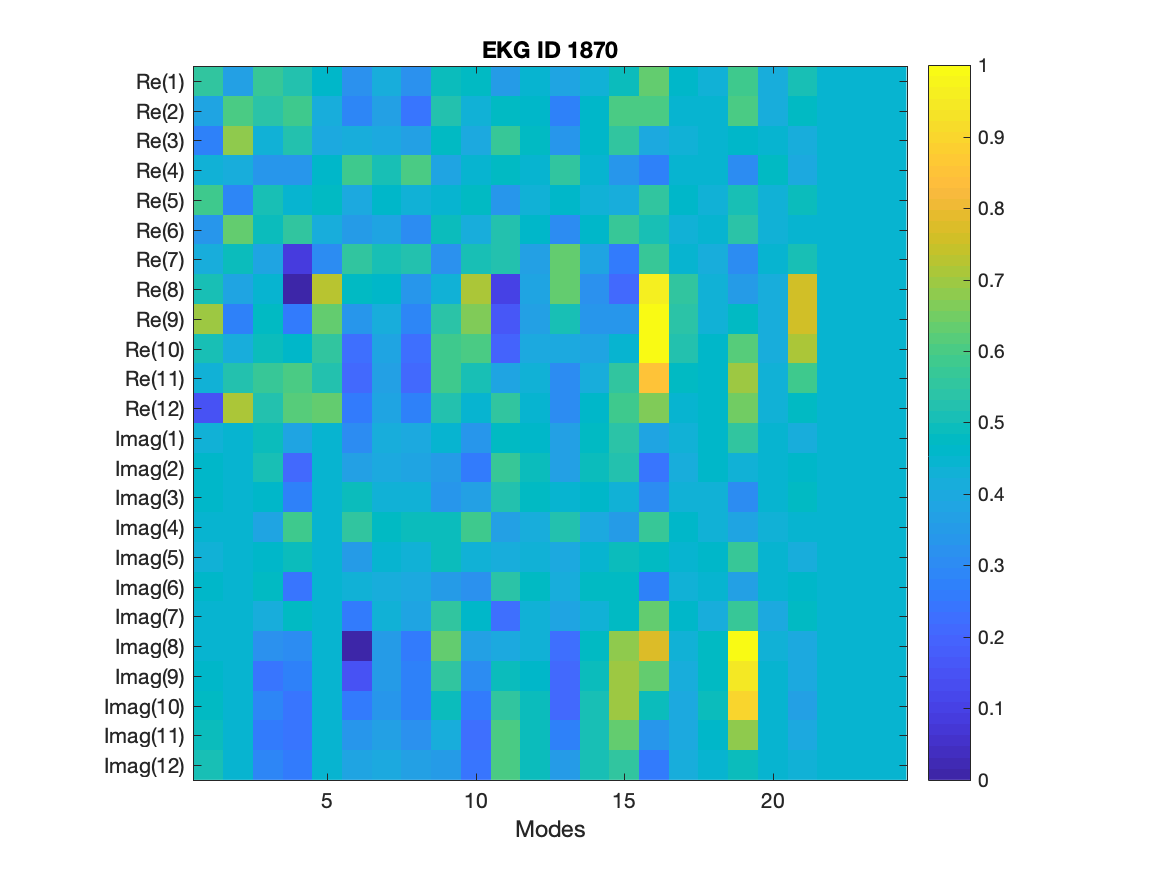 EKG ID 1870
Re(1)
Re(2)
Re(3)
Re(4)
Re(5)
Re(6)
Re(7)
Re(8)
Re(9)
Re(10)
Re(11)
Re(12)
Imag(1)
Imag(2)
Imag(3)
Imag(4)
Imag(5)
Imag(6)
Imag(7)
Imag(8)
Imag(9)
Imag(10)
Imag(11)
Imag(12)
5 10 15 20
Modes
1
0.9
0.8
0.7
0.6
0.5
0.4
0.3
0.2
0.1
0